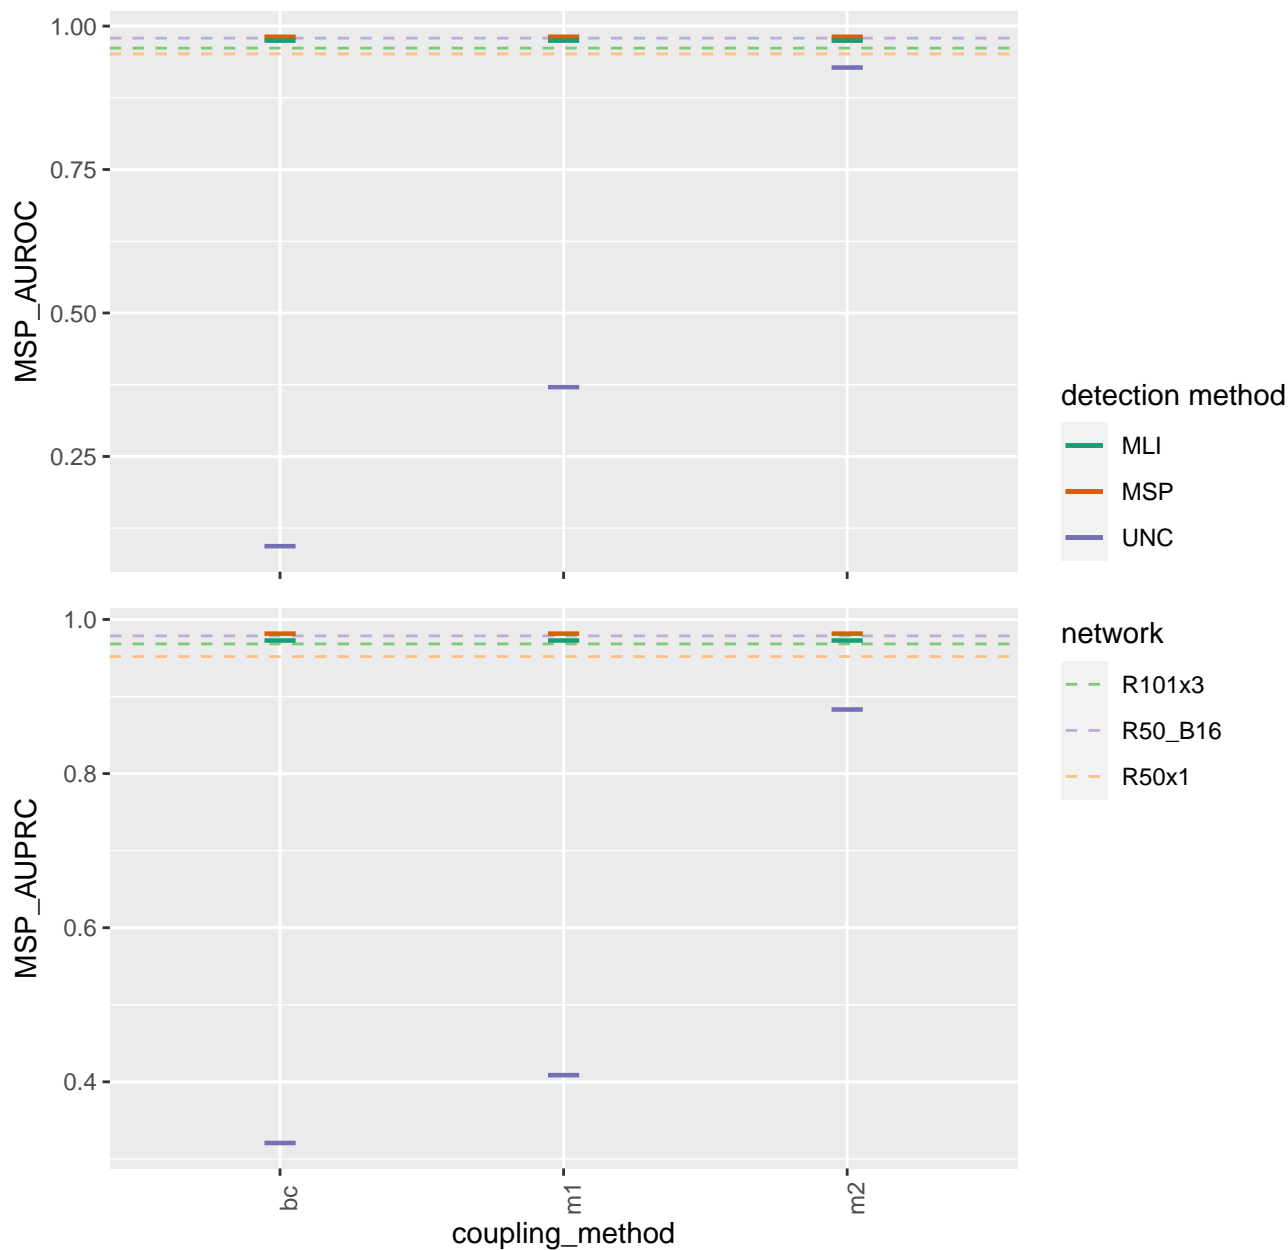 MSP_AUROC
1.00
0.75
0.50
0.25
MSP_AUPRC
1.0
0.8
0.6
0.4
bc
m1
m2
coupling_method
detection method
MLI
MSP
UNC
network
R101x3
R50_B16
R50x1